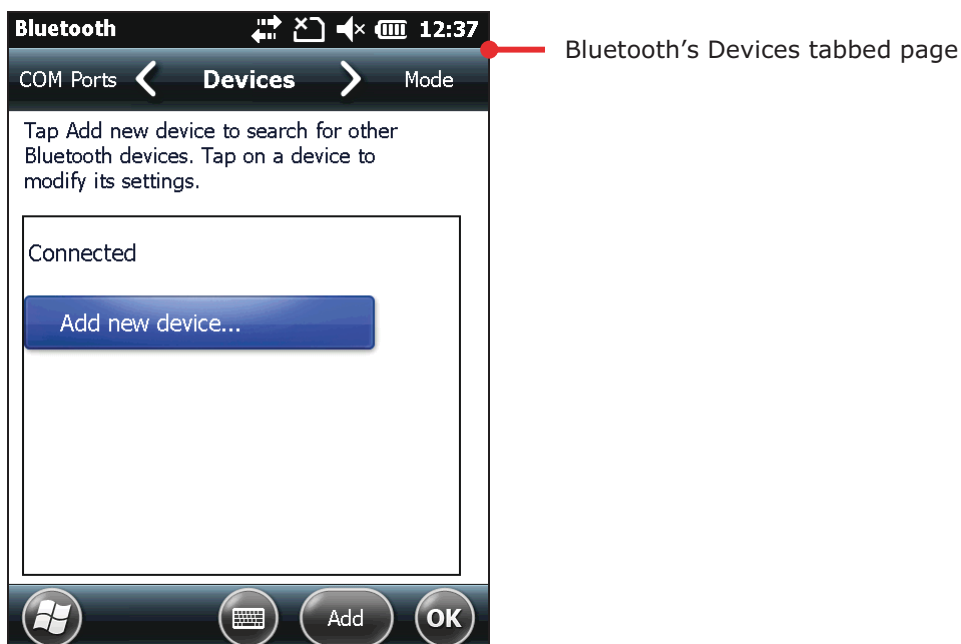 Bluetooth 12:37
Bluetooth's Devices tabbed page
COM Ports Devices Mode
Tap Add new device to search for other
Bluetooth devices. Tap on a device to
modify its settings.
Connected
Add new device...
Add OK